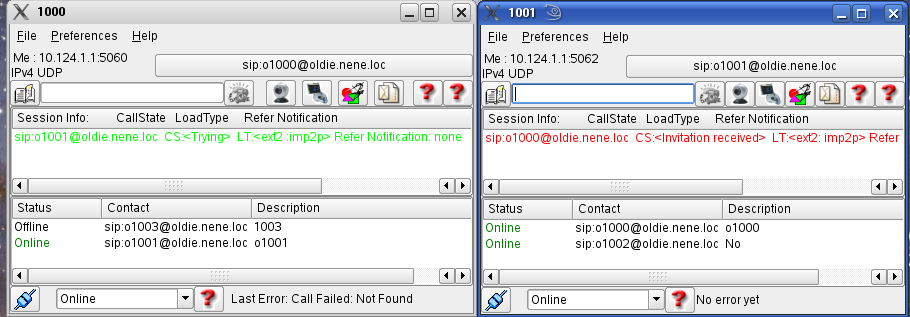 1000
File Preferences Help
Me : 10.124.1.1:5060
IPv4 UDP
sip:o1000@oldie.nene.loc
Session Info: CallState LoadType Refer Notification
sip:o1001@oldie.nene.loc CS:<Trying> LT:<ext2 :imp2p> Refer Notification: none
Status Contact Description
Offline sip:o1003@oldie.nene.loc 1003
Online sip:o1001@oldie.nene.loc o1001
Online Last Error: Call Failed: Not Found
1001
File Preferences Help
Me : 10.124.1.1:5062
IPv4 UDP
sip:o1001@oldie.nene.loc
Session Info: CallState LoadType Refer Notification
sip:o1000@oldie.nene.loc CS:<Invitation received> LT:<ext2: imp2p> Refer
Status Contact Description
Online sip:o1000@oldie.nene.loc o1000
Online sip:o1002@oldie.nene.loc No
Online No error yet